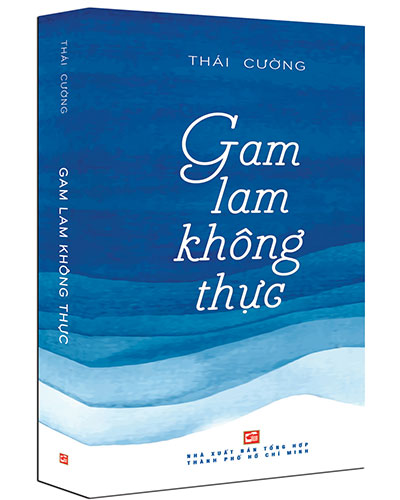 THÁI CƯỜNG
GAM LAM KHÔNG THỰC
THÁI CƯỜNG
Gam
lam
không
thực
NHÀ XUẤT BẢN TỔNG HỢP
THÀNH PHỐ HỒ CHÍ MINH